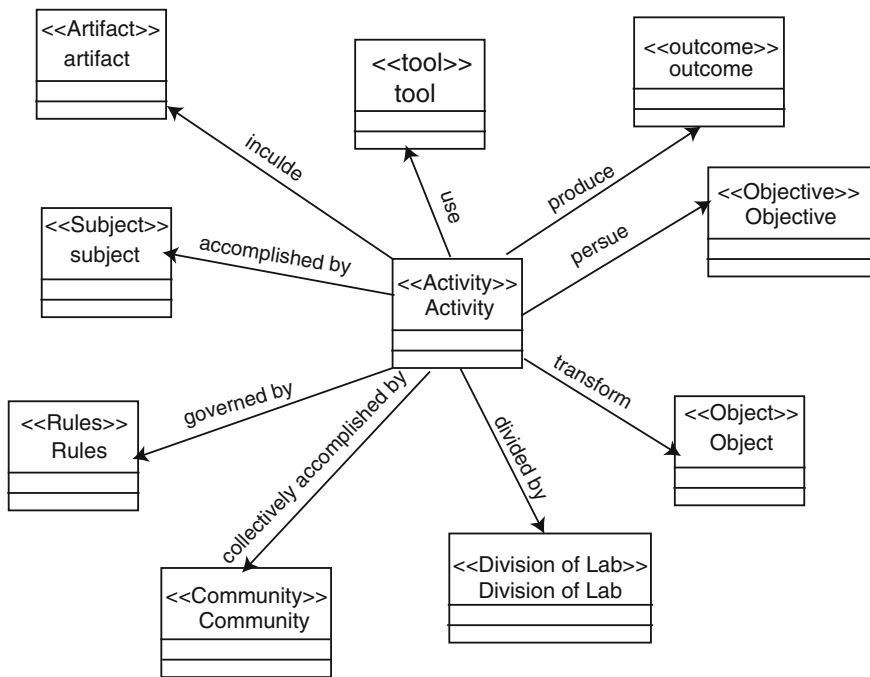 <<Artifact>>
artifact
<<tool>>
tool
<<outcome>>
outcome
inculde
use
produce
<<Objective>>
Objective
<<Subject>>
subject
accomplished by
persue
<<Activity>>
Activity
governed by
collectively accomplished by
divided by
transform
<<Rules>>
Rules
<<Object>>
Object
<<Community>>
Community
<<Division of Lab>>
Division of Lab